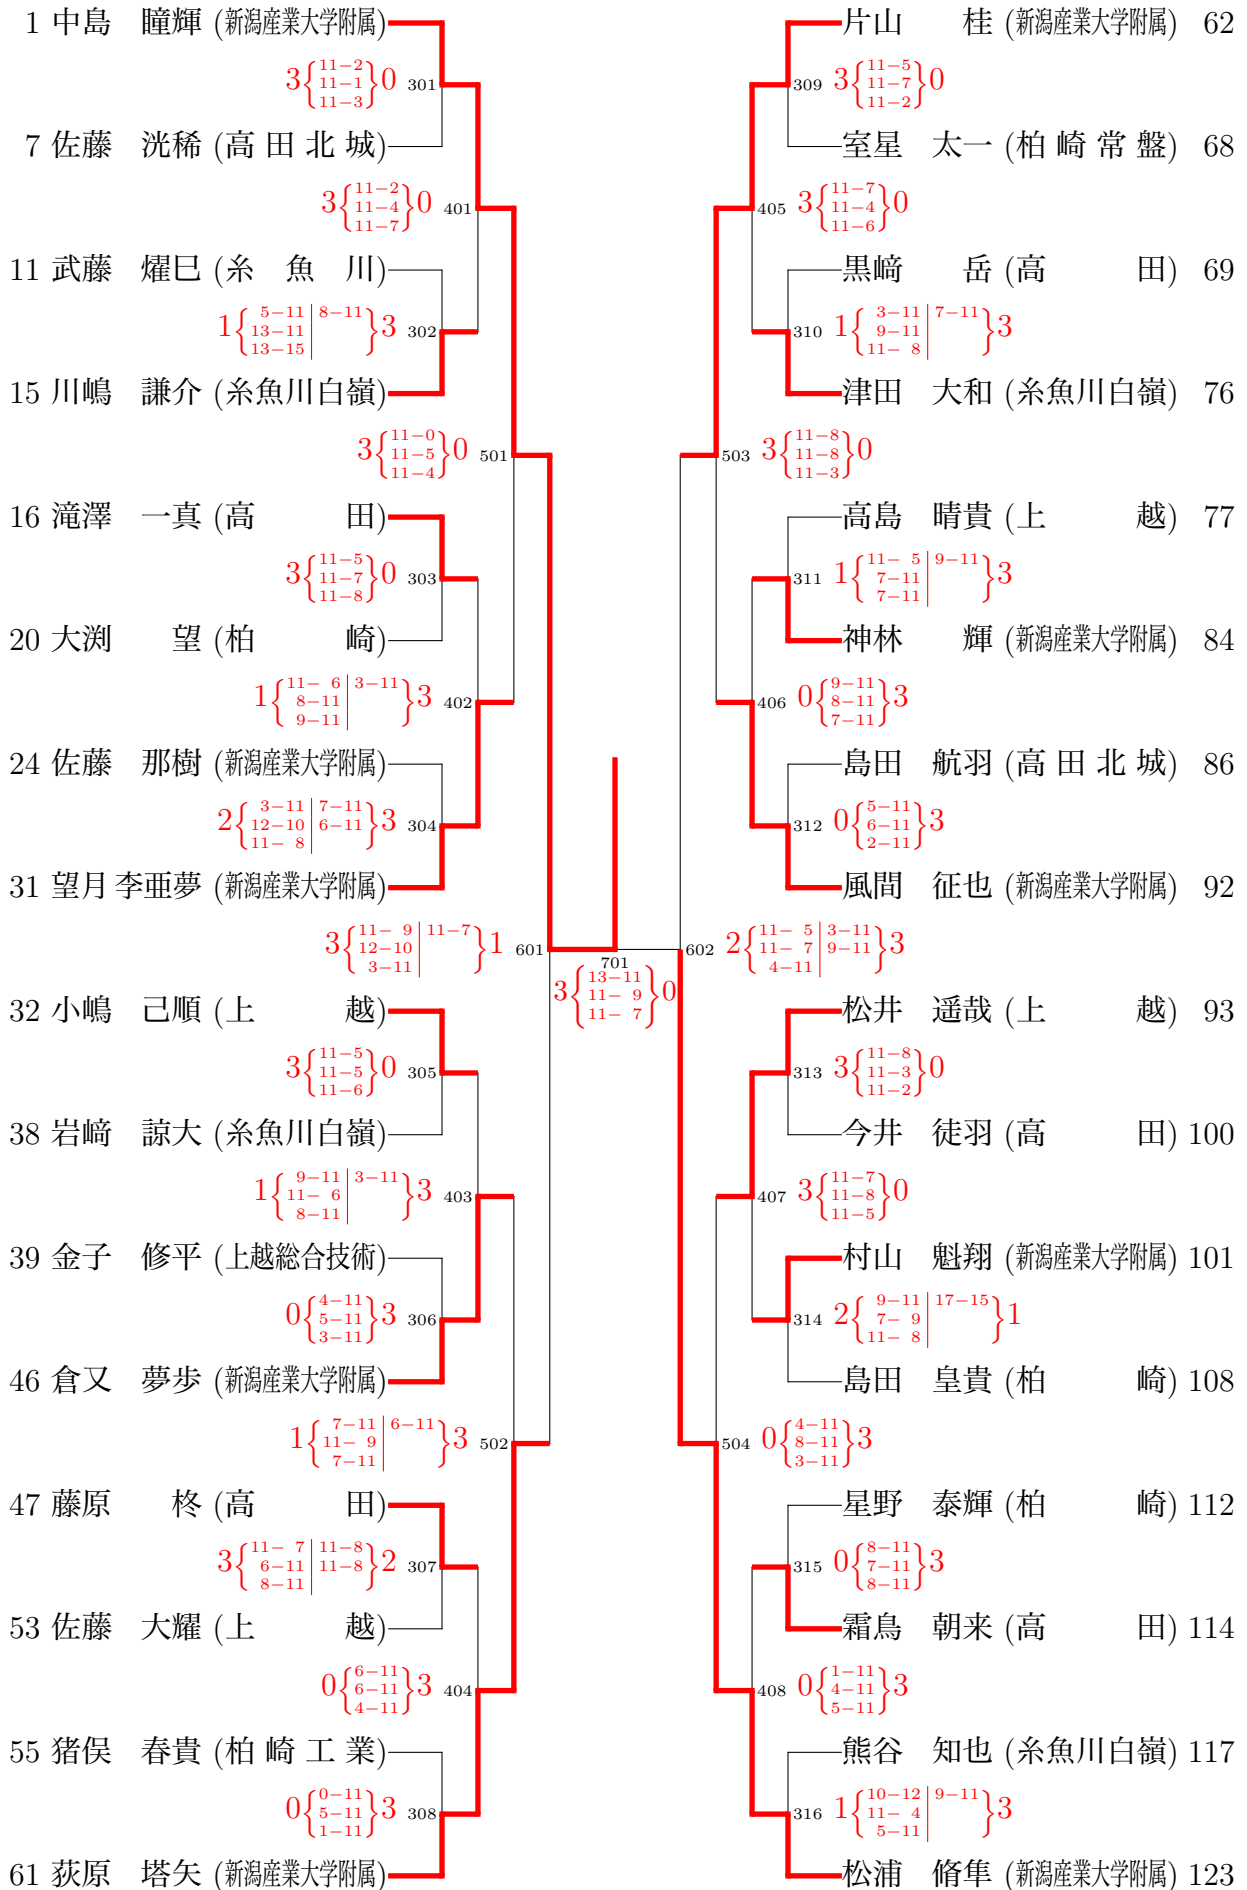 1 中島 瞳輝 (新潟産業大学附属)
3{11-2 11-1 11-3}0 301
7 佐藤 洸稀 (高田北城)
3{11-2 11-4 11-7}0 401
11 武藤 燿巳 (糸魚川)
1{5-11 13-11 13-15 | 8-11}3 302
15 川嶋 謙介 (糸魚川白嶺)
3{11-0 11-5 11-4}0 501
16 滝澤 一真 (高田)
3{11-5 11-7 11-8}0 303
20 大渕 望 (柏崎)
1{11-6 8-11 9-11 | 3-11}3 402
24 佐藤 那樹 (新潟産業大学附属)
2{3-11 12-10 11-8 | 7-11 6-11}3 304
31 望月李亜夢 (新潟産業大学附属)
3{11-9 12-10 3-11 | 11-7}1 601
32 小嶋 己順 (上越)
3{11-5 11-5 11-6}0 305
38 岩﨑 諒大 (糸魚川白嶺)
1{9-11 11-6 8-11 | 3-11}3 403
39 金子 修平 (上越総合技術)
0{4-11 5-11 3-11}3 306
46 倉又 夢歩 (新潟産業大学附属)
1{7-11 11-9 7-11 | 6-11}3 502
47 藤原 柊 (高田)
3{11-7 6-11 8-11 | 11-8 11-8}2 307
53 佐藤 大耀 (上越)
0{6-11 6-11 4-11}3 404
55 猪俣 春貴 (柏崎工業)
0{0-11 5-11 1-11}3 308
61 荻原 塔矢 (新潟産業大学附属)
701
3{13-11 11-9 11-7}0
片山 桂 (新潟産業大学附属) 62
309 3{11-5 11-7 11-2}0
室星 太一 (柏崎常盤) 68
405 3{11-7 11-4 11-6}0
黒﨑 岳 (高田) 69
310 1{3-11 9-11 11-8 | 7-11}3
津田 大和 (糸魚川白嶺) 76
503 3{11-8 11-8 11-3}0
高島 晴貴 (上越) 77
311 1{11-5 7-11 7-11 | 9-11}3
神林 輝 (新潟産業大学附属) 84
406 0{9-11 8-11 7-11}3
島田 航羽 (高田北城) 86
312 0{5-11 6-11 2-11}3
風間 征也 (新潟産業大学附属) 92
602 2{11-5 11-7 4-11 | 3-11 9-11}3
松井 遥哉 (上越) 93
313 3{11-8 11-3 11-2}0
今井 徒羽 (高田) 100
407 3{11-7 11-8 11-5}0
村山 魁翔 (新潟産業大学附属) 101
314 2{9-11 7-9 11-8 | 17-15}1
島田 皇貴 (柏崎) 108
504 0{4-11 8-11 3-11}3
星野 泰輝 (柏崎) 112
315 0{8-11 7-11 8-11}3
霜鳥 朝来 (高田) 114
408 0{1-11 4-11 5-11}3
熊谷 知也 (糸魚川白嶺) 117
316 1{10-12 11-4 5-11 | 9-11}3
松浦 脩隼 (新潟産業大学附属) 123